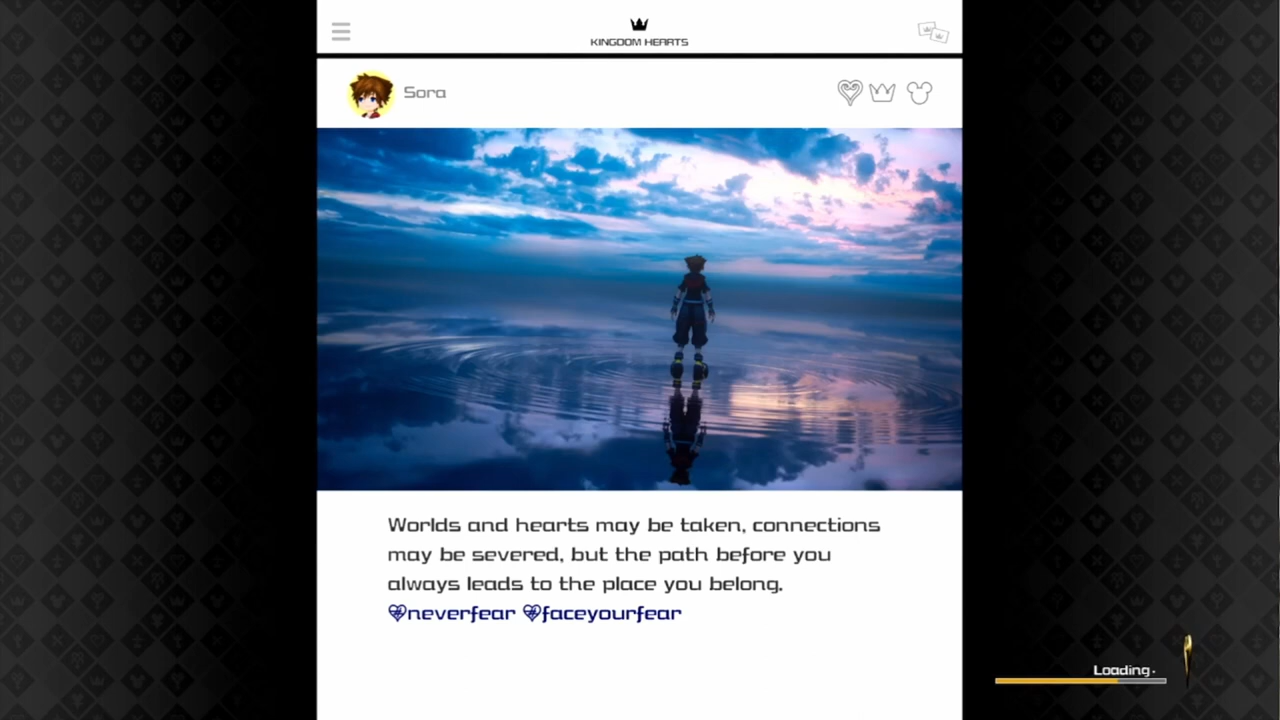 KINGDOM HEARTS
Sora
Worlds and hearts may be taken, connections
may be severed, but the path before you
always leads to the place you belong.
neverfear faceyourfear
Loading.